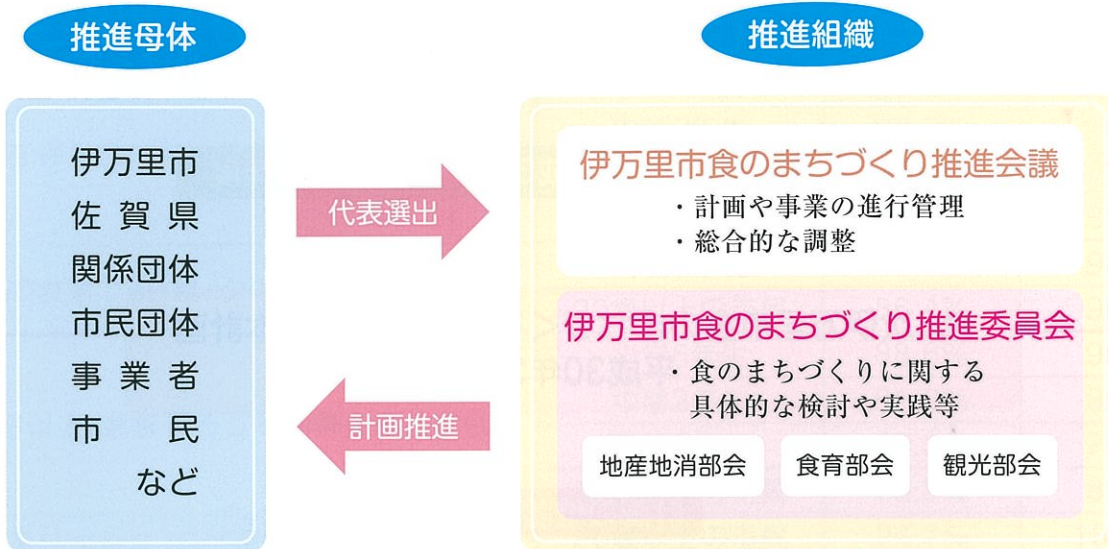 推進母体
伊万里市
佐賀県
関係団体
市民団体
事業者
市民
など
代表選出
計画推進
推進組織
伊万里市食のまちづくり推進会議
・計画や事業の進行管理
・総合的な調整
伊万里市食のまちづくり推進委員会
・食のまちづくりに関する
具体的な検討や実践等
地産地消部会
食育部会
観光部会